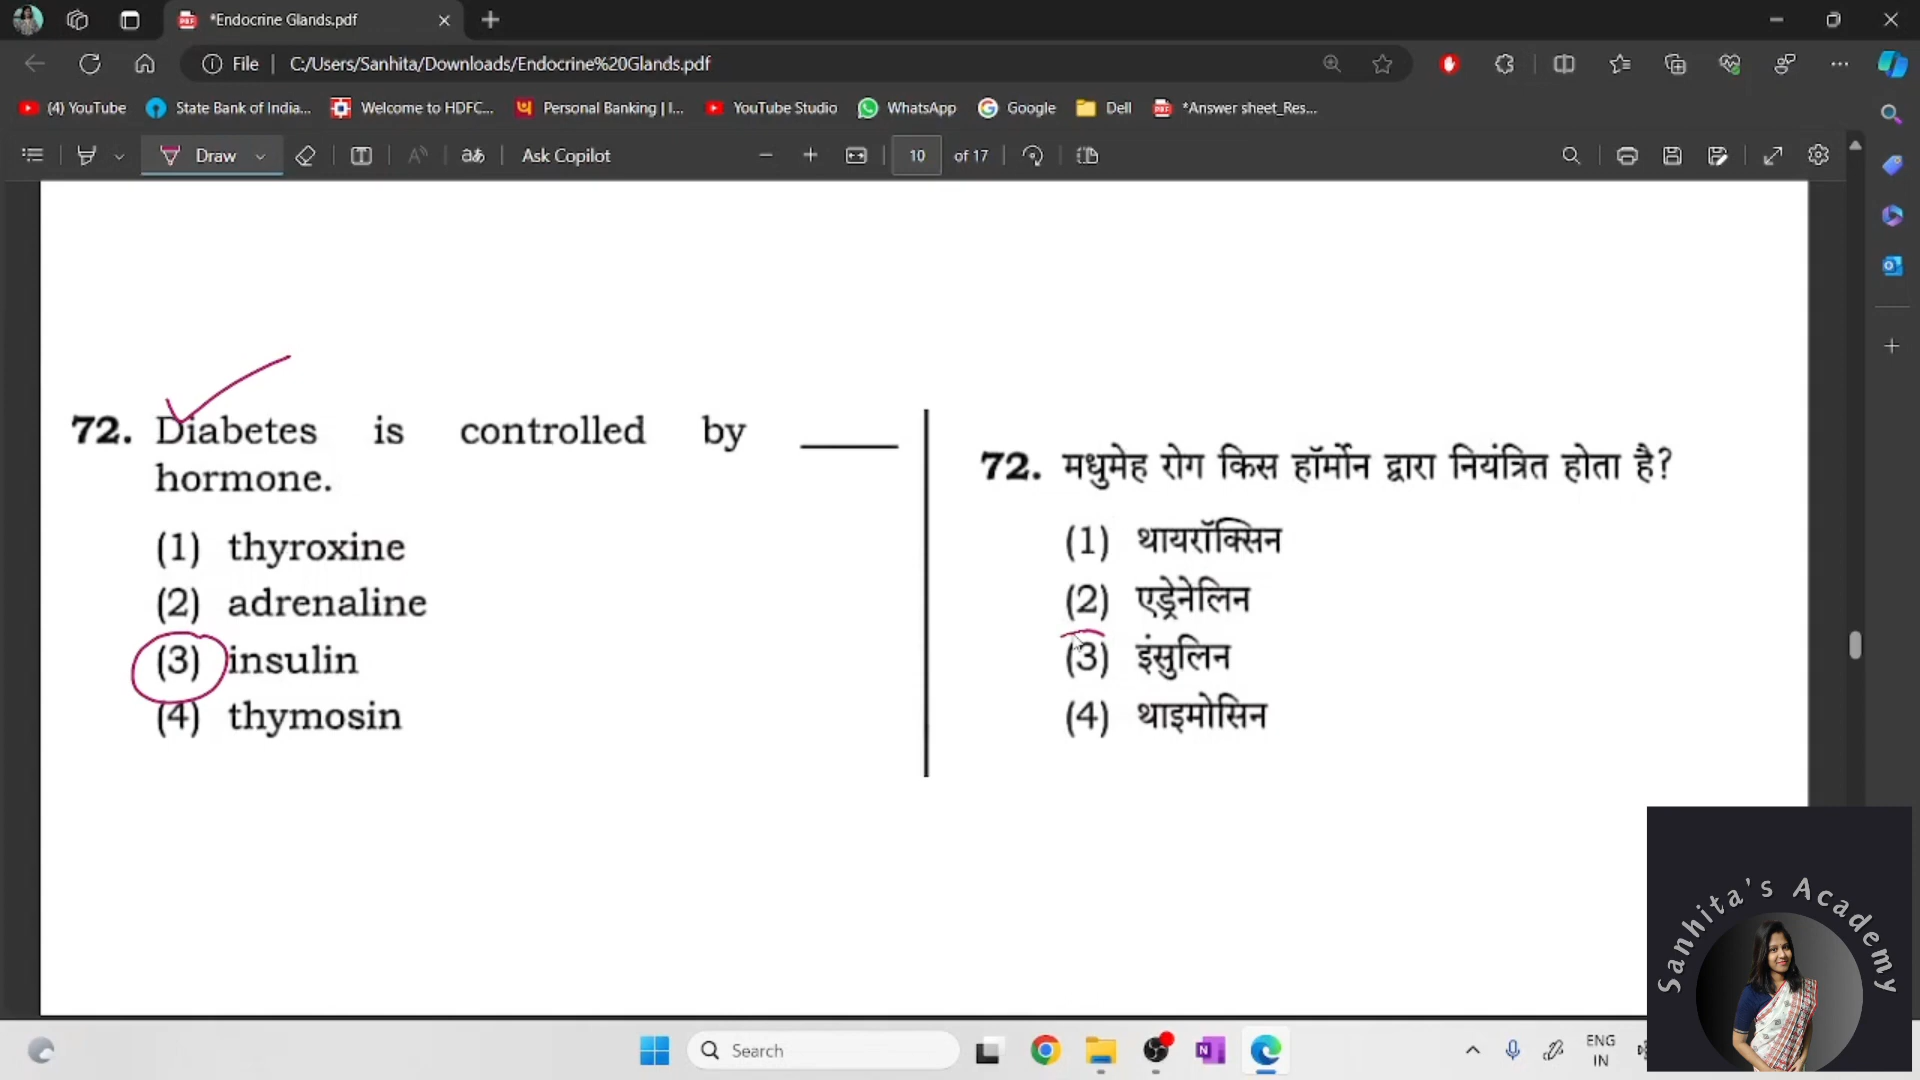 *Endocrine Glands.pdf
File
C:/Users/Sanhita/Downloads/Endocrine%20Glands.pdf
(4) YouTube
State Bank of India...
Welcome to HDFC...
Personal Banking | I...
YouTube Studio
WhatsApp
Google
Dell
*Answer sheet_Res...
Draw
aあ
Ask Copilot
10 of 17
72. Diabetes is controlled by _____
hormone.
(1) thyroxine
(2) adrenaline
(3) insulin
(4) thymosin
72. मधुमेह रोग किस हॉर्मोन द्वारा नियंत्रित होता है?
(1) थायरॉक्सिन
(2) एड्रेनेलिन
(3) इंसुलिन
(4) थाइमोसिन
Sanhita's Academy
Search
ENG
IN